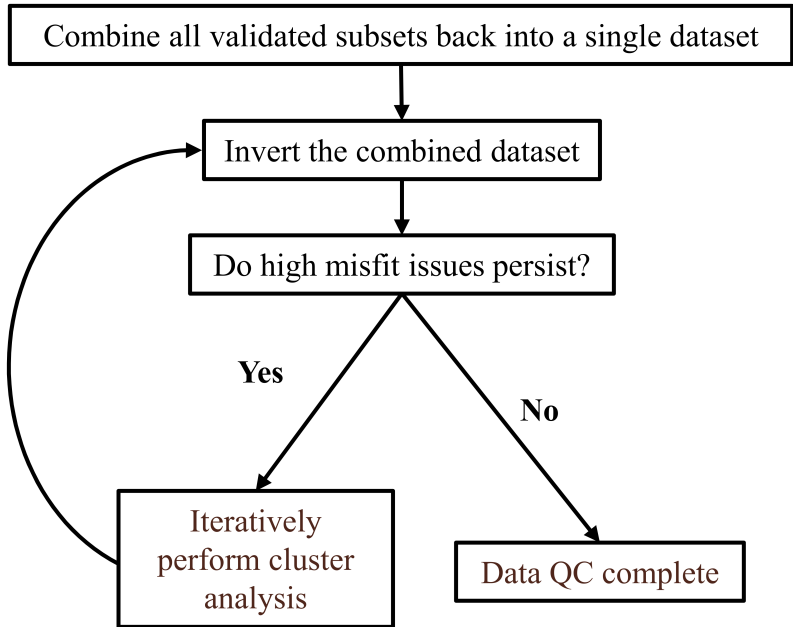 Combine all validated subsets back into a single dataset
Invert the combined dataset
Do high misfit issues persist?
Yes
No
Iteratively
perform cluster
analysis
Data QC complete